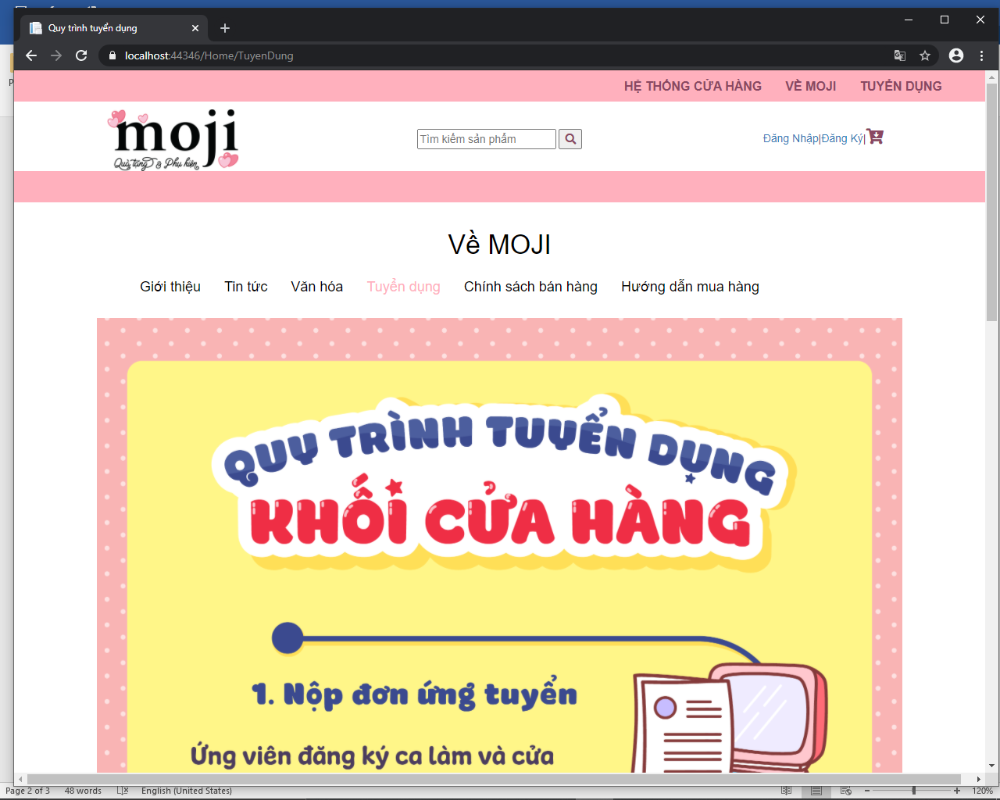 Quy trình tuyển dụng
localhost:44346/Home/TuyenDung
HỆ THỐNG CỬA HÀNG VỀ MOJI TUYỂN DỤNG
moji
Quà tặng & Phụ kiện
Tìm kiếm sản phẩm
Đăng Nhập|Đăng Ký|
Về MOJI
Giới thiệu Tin tức Văn hóa Tuyển dụng Chính sách bán hàng Hướng dẫn mua hàng
QUY TRÌNH TUYỂN DỤNG
KHỐI CỬA HÀNG
1. Nộp đơn ứng tuyển
Ứng viên đăng ký ca làm và cửa
Page 2 of 3 48 words English (United States) 120%